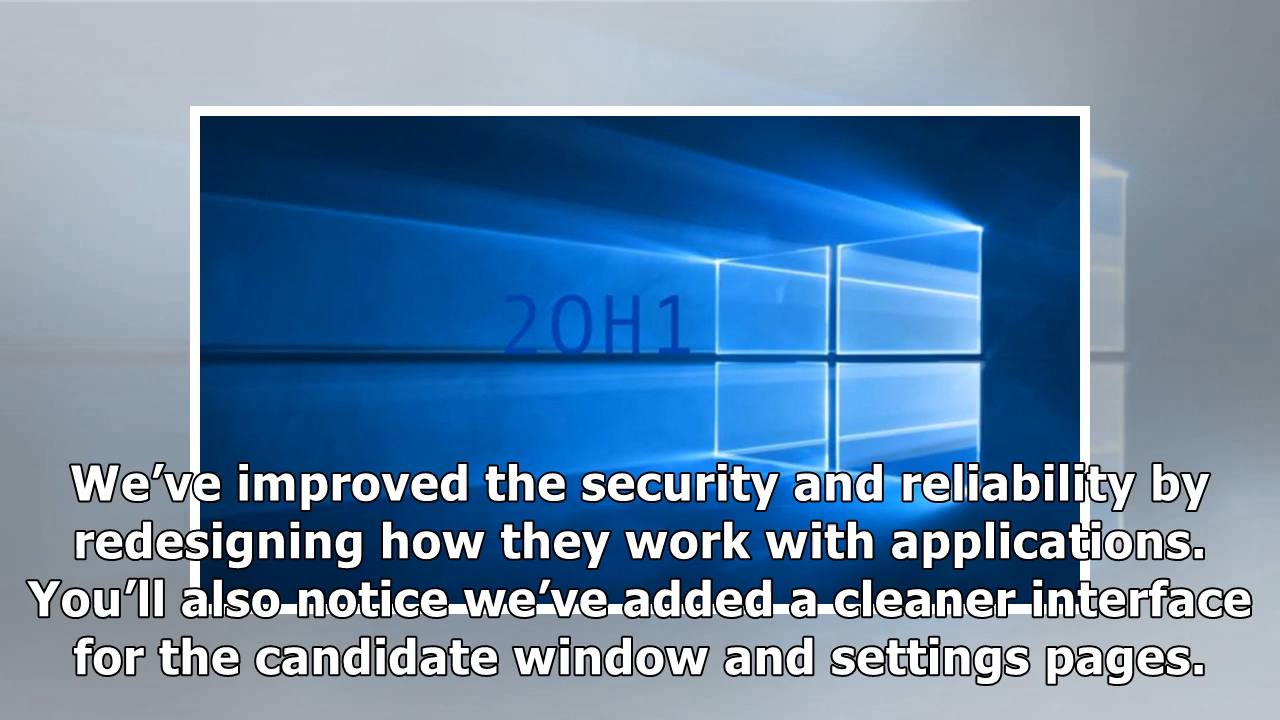 20H1
We’ve improved the security and reliability by
redesigning how they work with applications.
You’ll also notice we’ve added a cleaner interface
for the candidate window and settings pages.